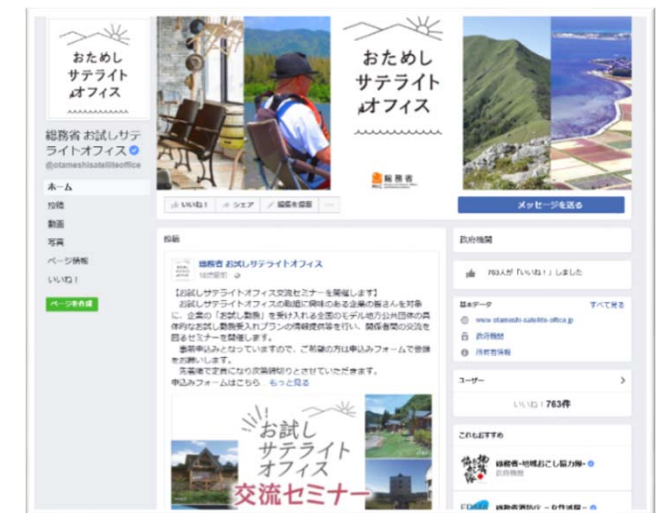 おためし
サテライト
オフィス
おためし
サテライト
オフィス
総務省
総務省 お試しサテ
ライトオフィス
@otameshisatelliteoffice
ホーム
投稿
動画
写真
ページ情報
いいね！
ページを作成
いいね！
シェア
編集を提案
メッセージを送る
投稿
総務省 お試しサテライトオフィス
【お試しサテライトオフィス交流セミナーを開催します】
お試しサテライトオフィスの取組に興味のある企業の皆さんを対象
に、企業の「お試し勤務」を受け入れる全国のモデル地方公共団体の具
体的なお試し勤務受入れプランの情報提供等を行い、関係者間の交流を
図るセミナーを開催します。
事前申込みとなっていますので、ご希望の方は申込みフォームで登録
をお願いします。
先着順で定員になり次第締切りとさせていただきます。
申込みフォームはこちら... もっと見る
お試し
サテライト
オフィス
交流セミナー
政府機関
763人が「いいね！」しました
基本データ
すべて見る
www.otameshi-satellite-office.jp
政府機関
ユーザー
いいね！763件
これもおすすめ
総務省-地域おこし協力隊-
政府機関